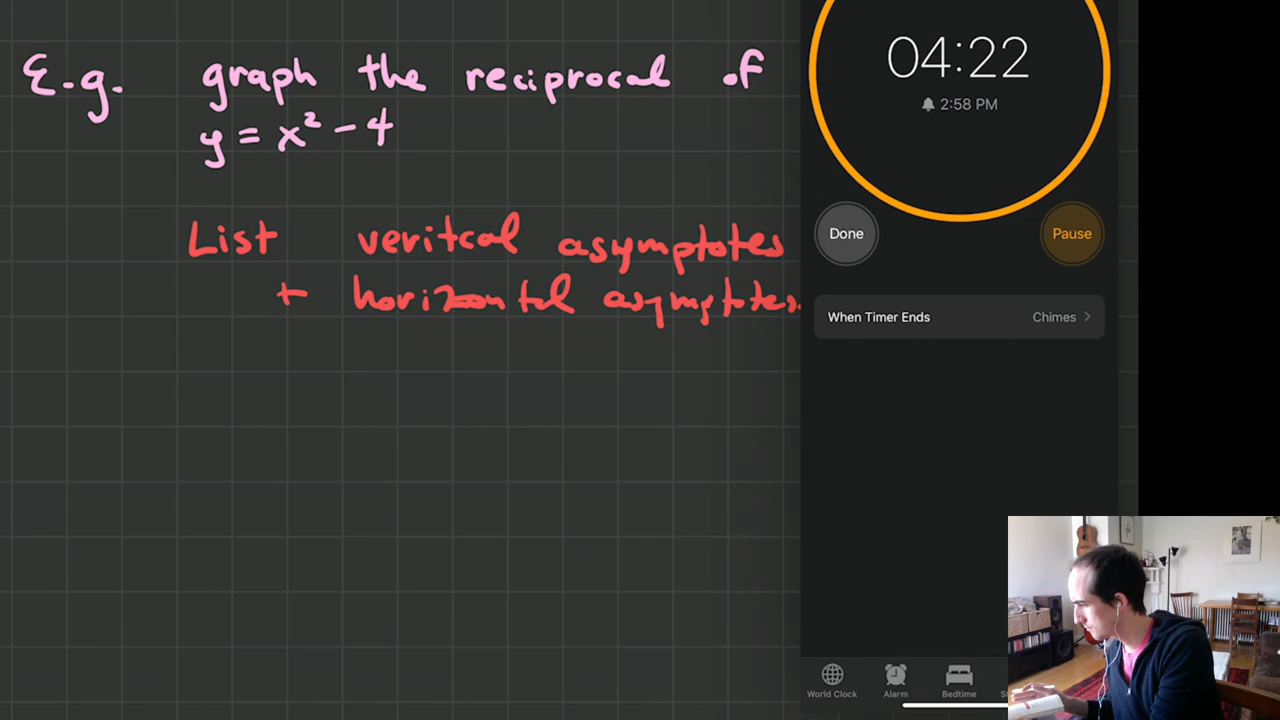 E.g. graph the reciprocal of
y = x² - 4
List veritcal asymptotes
+ horizontal asymptotes.
04:22
2:58 PM
Done
Pause
When Timer Ends
Chimes
World Clock
Alarm
Bedtime